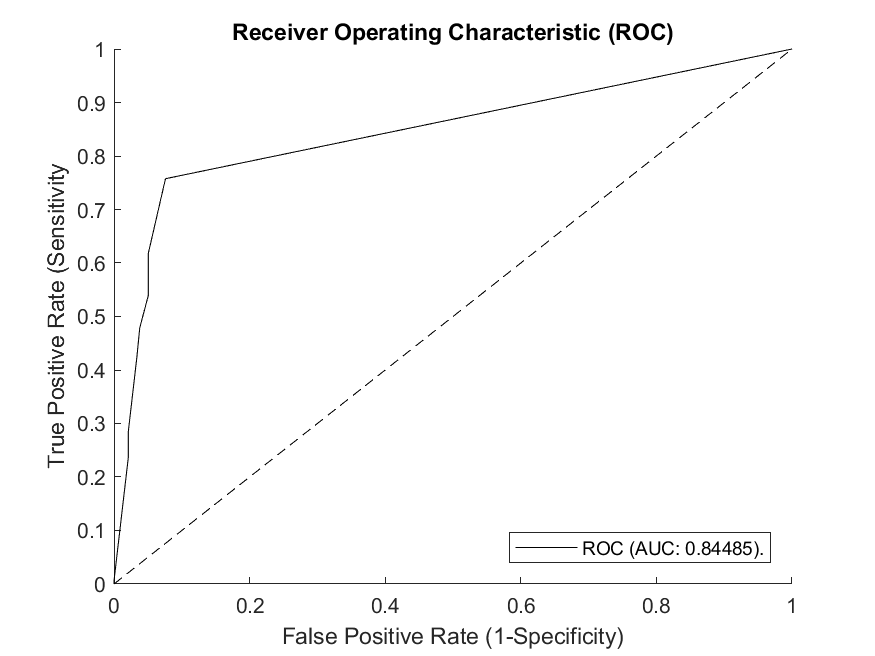 Receiver Operating Characteristic (ROC)
True Positive Rate (Sensitivity
1
0.9
0.8
0.7
0.6
0.5
0.4
0.3
0.2
0.1
0
ROC (AUC: 0.84485).
0 0.2 0.4 0.6 0.8 1
False Positive Rate (1-Specificity)